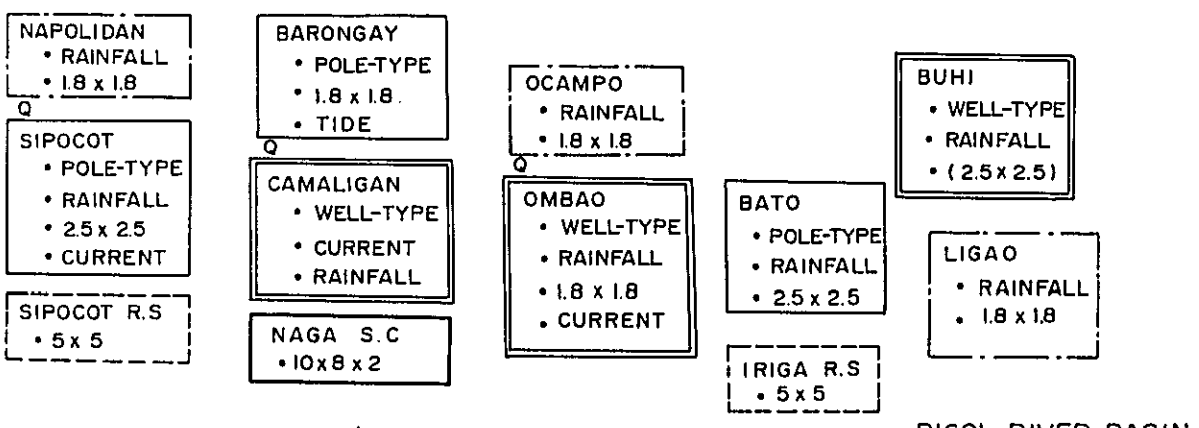 NAPOLIDAN
• RAINFALL
• 1.8 x 1.8
Q
SIPOCOT
• POLE-TYPE
• RAINFALL
• 2.5 x 2.5
• CURRENT
SIPOCOT R.S
• 5 x 5
BARONGAY
• POLE-TYPE
• 1.8 x 1.8.
• TIDE
Q
CAMALIGAN
• WELL-TYPE
• CURRENT
• RAINFALL
NAGA S.C
• 10 x 8 x 2
OCAMPO
• RAINFALL
• 1.8 x 1.8
Q
OMBAO
• WELL-TYPE
• RAINFALL
• 1.8 x 1.8
• CURRENT
BATO
• POLE-TYPE
• RAINFALL
• 2.5 x 2.5
IRIGA R.S
• 5 x 5
BUHI
• WELL-TYPE
• RAINFALL
• (2.5 x 2.5)
LIGAO
• RAINFALL
• 1.8 x 1.8
BICOL RIVER BASIN